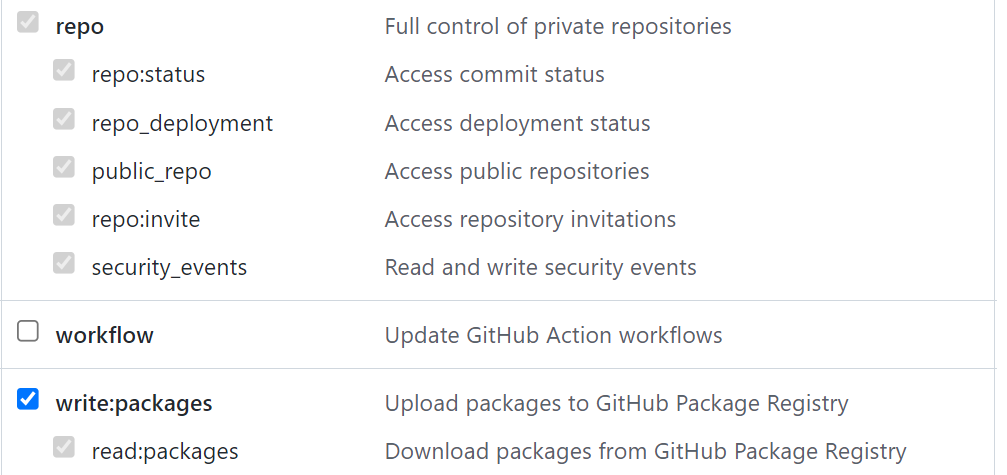 repo Full control of private repositories
repo:status Access commit status
repo_deployment Access deployment status
public_repo Access public repositories
repo:invite Access repository invitations
security_events Read and write security events
workflow Update GitHub Action workflows
write:packages Upload packages to GitHub Package Registry
read:packages Download packages from GitHub Package Registry